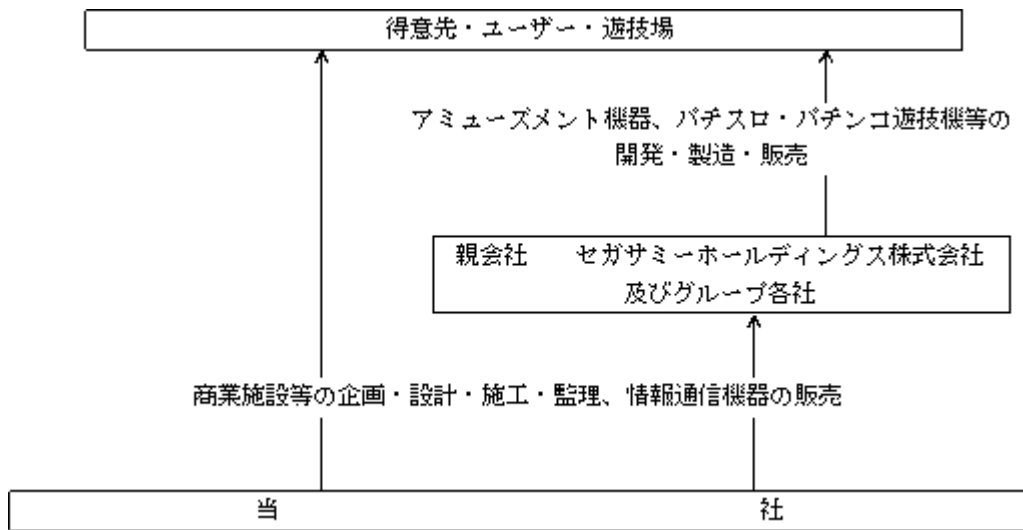 得意先・ユーザー・遊技場
アミューズメント機器、パチスロ・パチンコ遊技機等の
開発・製造・販売
親会社　　セガサミーホールディングス株式会社
及びグループ各社
商業施設等の企画・設計・施工・監理、情報通信機器の販売
当　　　　　　　　　　社